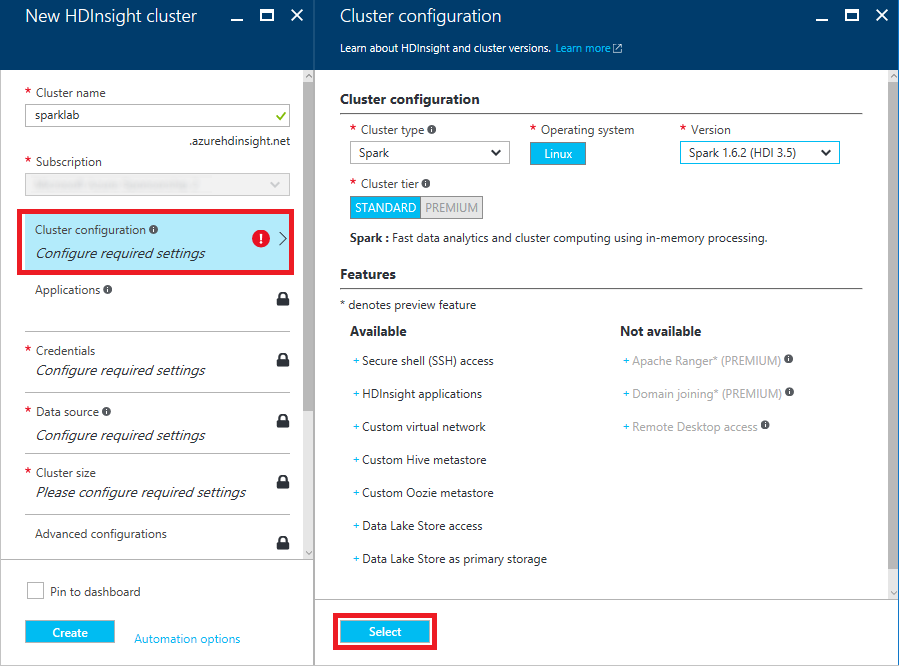 New HDInsight cluster
* Cluster name
sparklab
.azurehdinsight.net
* Subscription
Cluster configuration
Configure required settings
Applications
* Credentials
Configure required settings
* Data source
Configure required settings
* Cluster size
Please configure required settings
Advanced configurations
Pin to dashboard
Create
Automation options
Cluster configuration
Learn about HDInsight and cluster versions. Learn more
Cluster configuration
* Cluster type
* Operating system
* Version
Spark
Linux
Spark 1.6.2 (HDI 3.5)
* Cluster tier
STANDARD PREMIUM
Spark : Fast data analytics and cluster computing using in-memory processing.
Features
* denotes preview feature
Available
+ Secure shell (SSH) access
+ HDInsight applications
+ Custom virtual network
+ Custom Hive metastore
+ Custom Oozie metastore
+ Data Lake Store access
+ Data Lake Store as primary storage
Not available
+ Apache Ranger* (PREMIUM)
+ Domain joining* (PREMIUM)
+ Remote Desktop access
Select